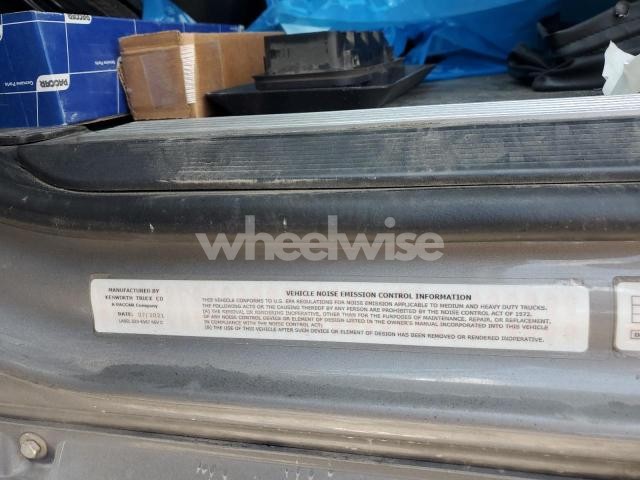 PACCAR
PACCAR
Genuine Parts
wheelwise
MANUFACTURED BY
KENWORTH TRUCK CO
A PACCAR Company
DATE: 07/2021
VEHICLE NOISE EMISSION CONTROL INFORMATION
THIS VEHICLE CONFORMS TO U.S. EPA REGULATIONS FOR NOISE EMISSION APPLICABLE TO MEDIUM AND HEAVY DUTY TRUCKS.
THE FOLLOWING ACTS OR THE CAUSING THEREOF BY ANY PERSON ARE PROHIBITED BY THE NOISE CONTROL ACT OF 1972.
(A) THE REMOVAL OR RENDERING INOPERATIVE, OTHER THAN FOR THE PURPOSES OF MAINTENANCE, REPAIR, OR REPLACEMENT,
OF ANY NOISE CONTROL DEVICE OR ELEMENT OF DESIGN LISTED IN THE OWNER'S MANUAL INCORPORATED INTO THIS VEHICLE
IN COMPLIANCE WITH THE NOISE CONTROL ACT;
(B) THE USE OF THIS VEHICLE AFTER SUCH DEVICE OR ELEMENT OF DESIGN HAS BEEN REMOVED OR RENDERED INOPERATIVE.